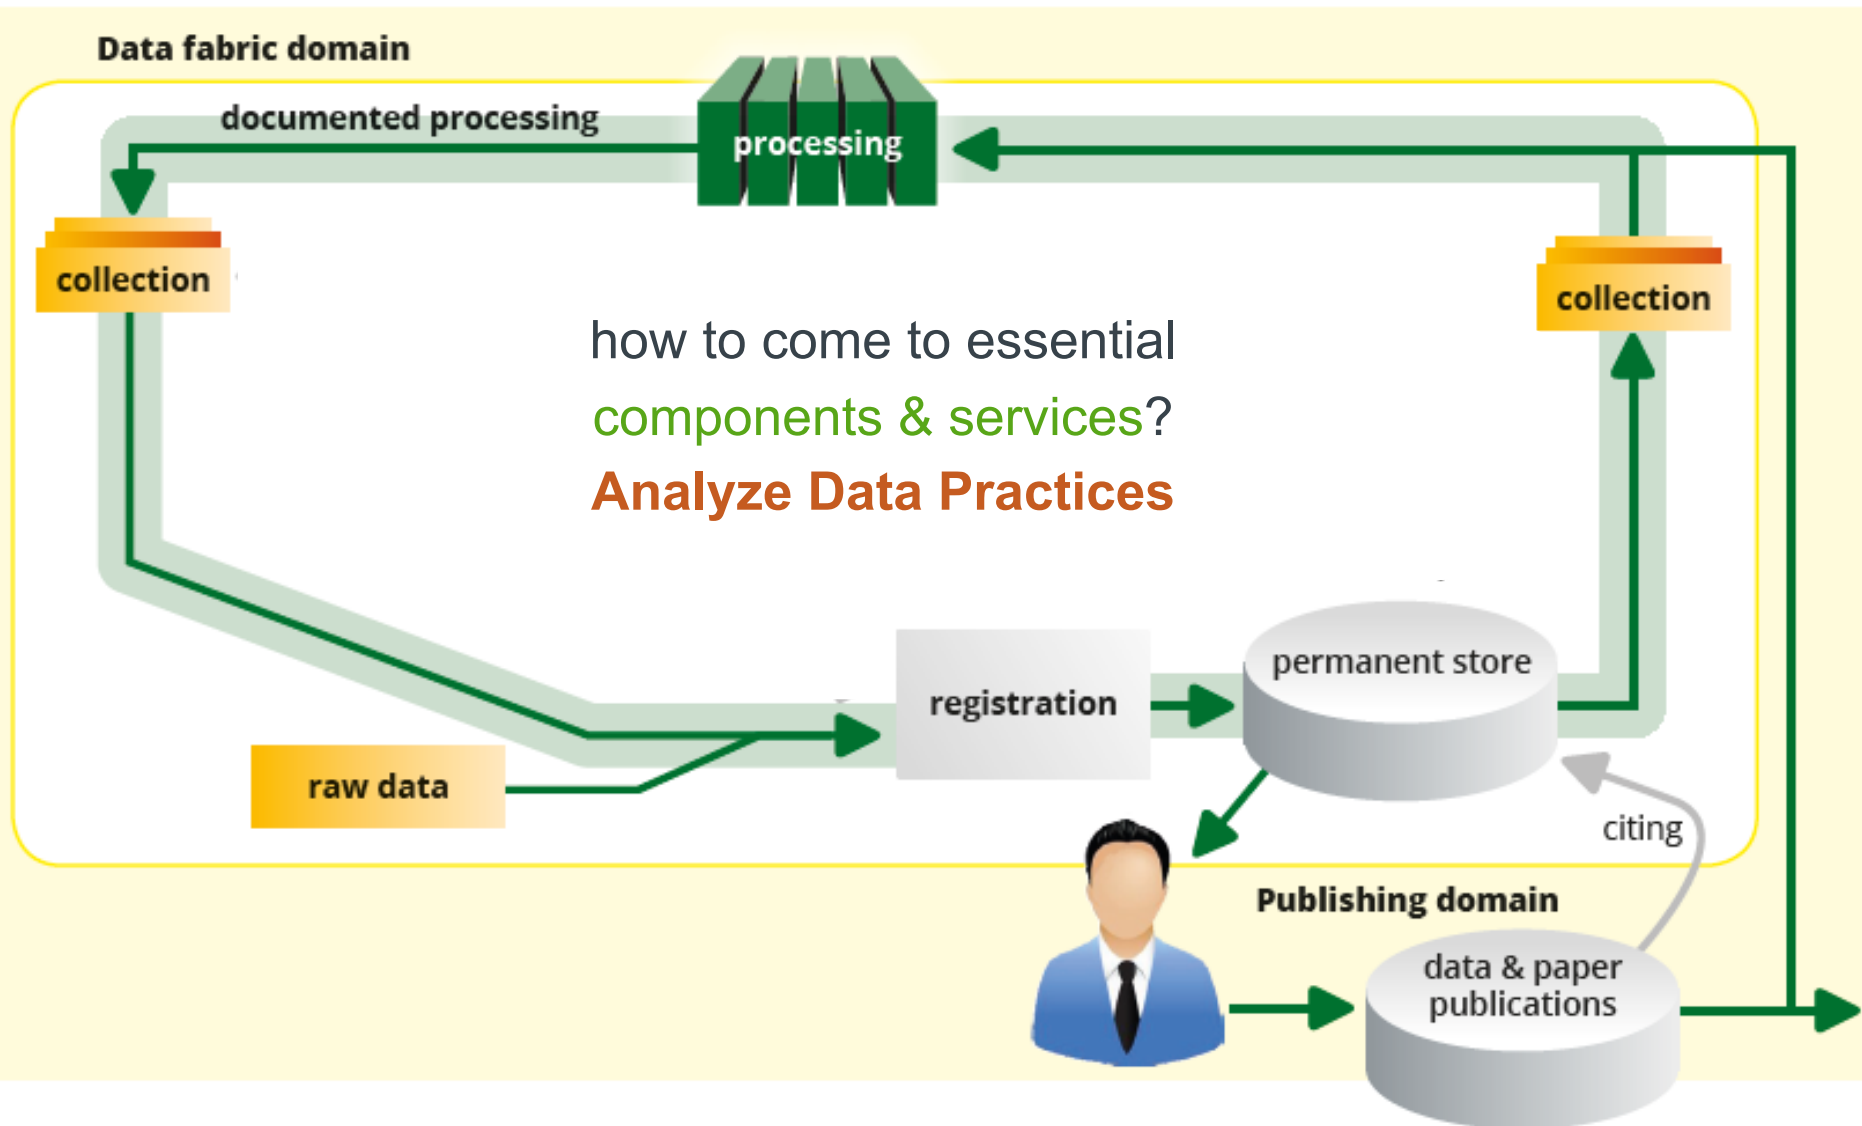 Data fabric domain
documented processing
processing
collection
collection
how to come to essential
components & services?
Analyze Data Practices
permanent store
registration
raw data
citing
Publishing domain
data & paper
publications